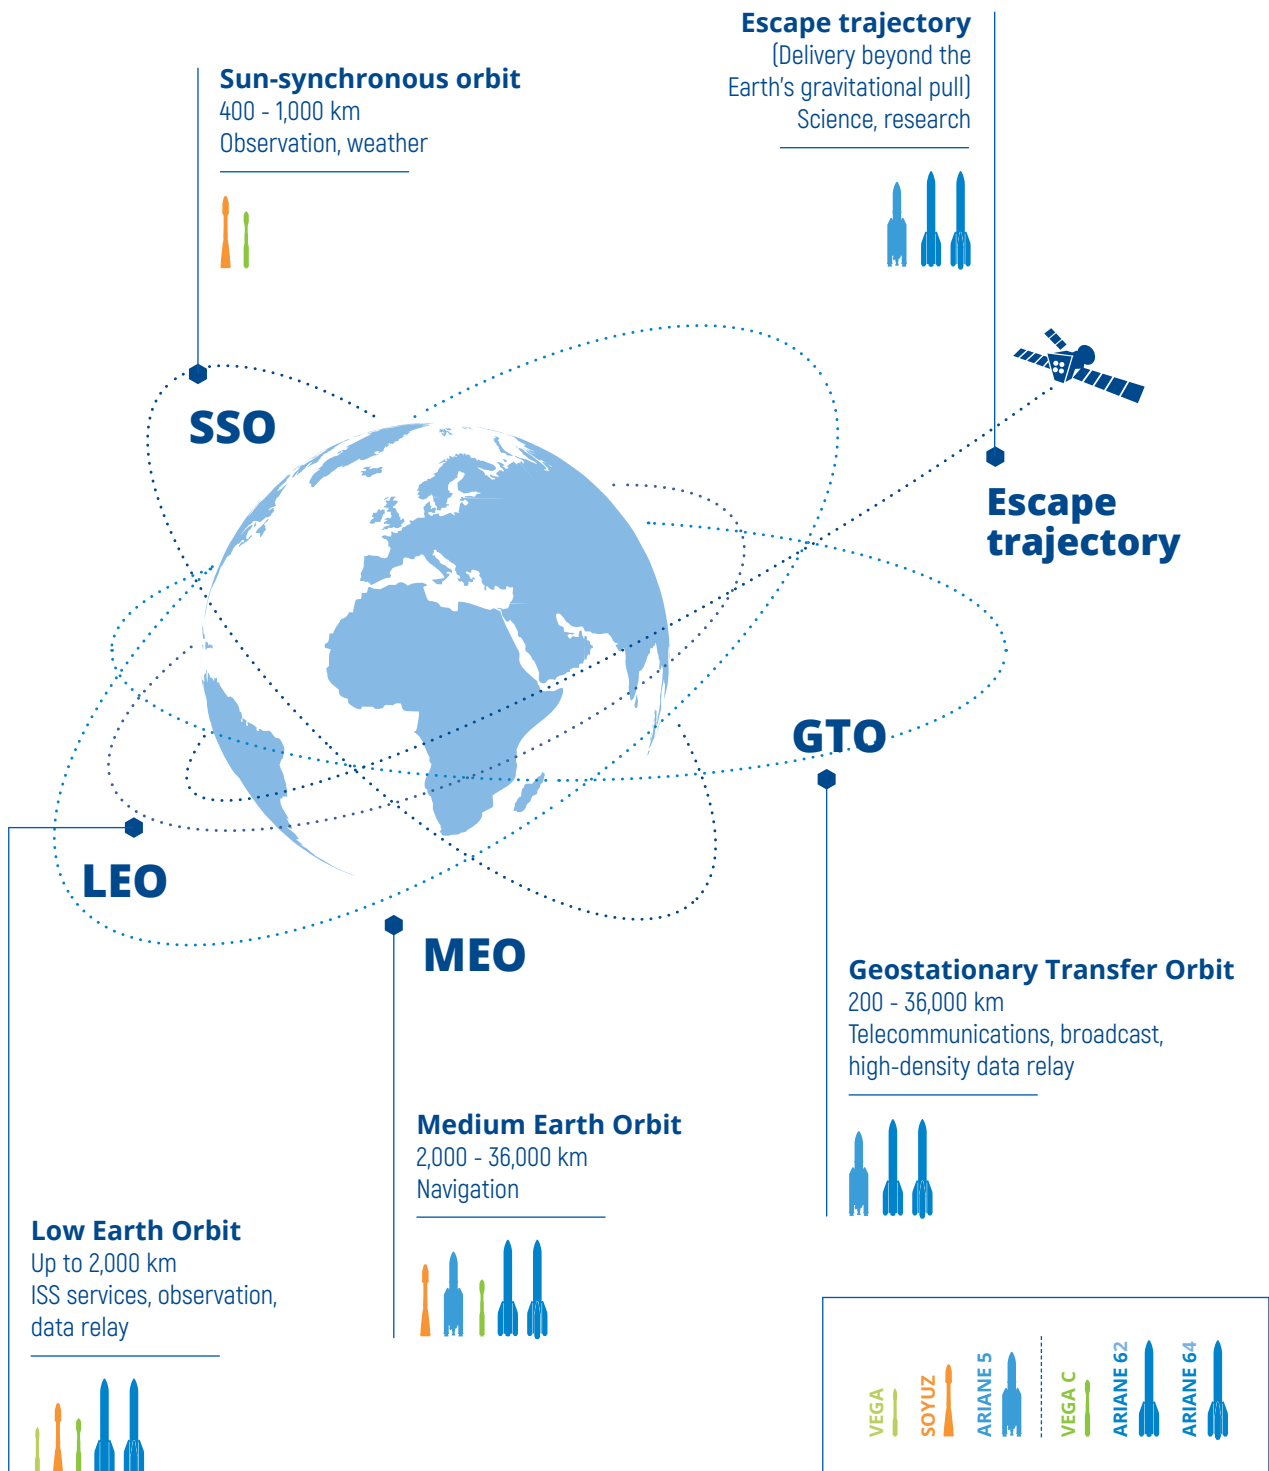 Escape trajectory
(Delivery beyond the
Earth's gravitational pull)
Science, research
Sun-synchronous orbit
400 - 1,000 km
Observation, weather
SSO
Escape
trajectory
GTO
LEO
MEO
Geostationary Transfer Orbit
200 - 36,000 km
Telecommunications, broadcast,
high-density data relay
Medium Earth Orbit
2,000 - 36,000 km
Navigation
Low Earth Orbit
Up to 2,000 km
ISS services, observation,
data relay
VEGA
SOYUZ
ARIANE 5
VEGA C
ARIANE 62
ARIANE 64